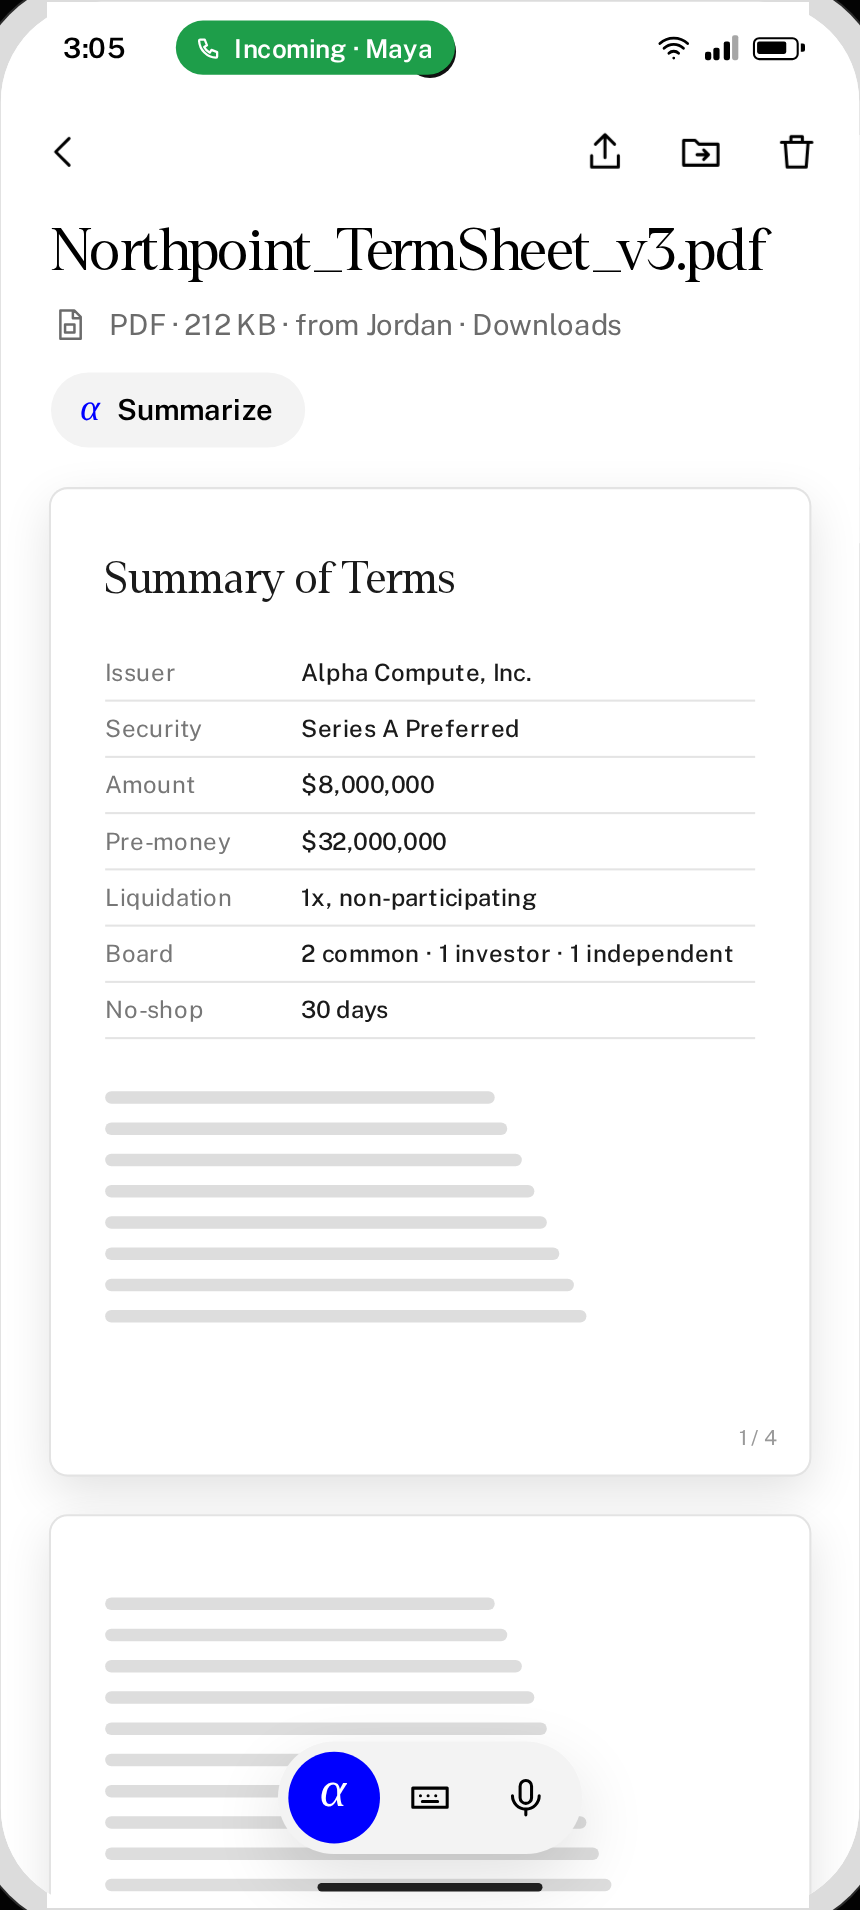 3:05
Incoming · Maya
Northpoint_TermSheet_v3.pdf
PDF · 212 KB · from Jordan · Downloads
α Summarize
Summary of Terms
Issuer Alpha Compute, Inc.
Security Series A Preferred
Amount $8,000,000
Pre-money $32,000,000
Liquidation 1x, non-participating
Board 2 common · 1 investor · 1 independent
No-shop 30 days
1 / 4
α